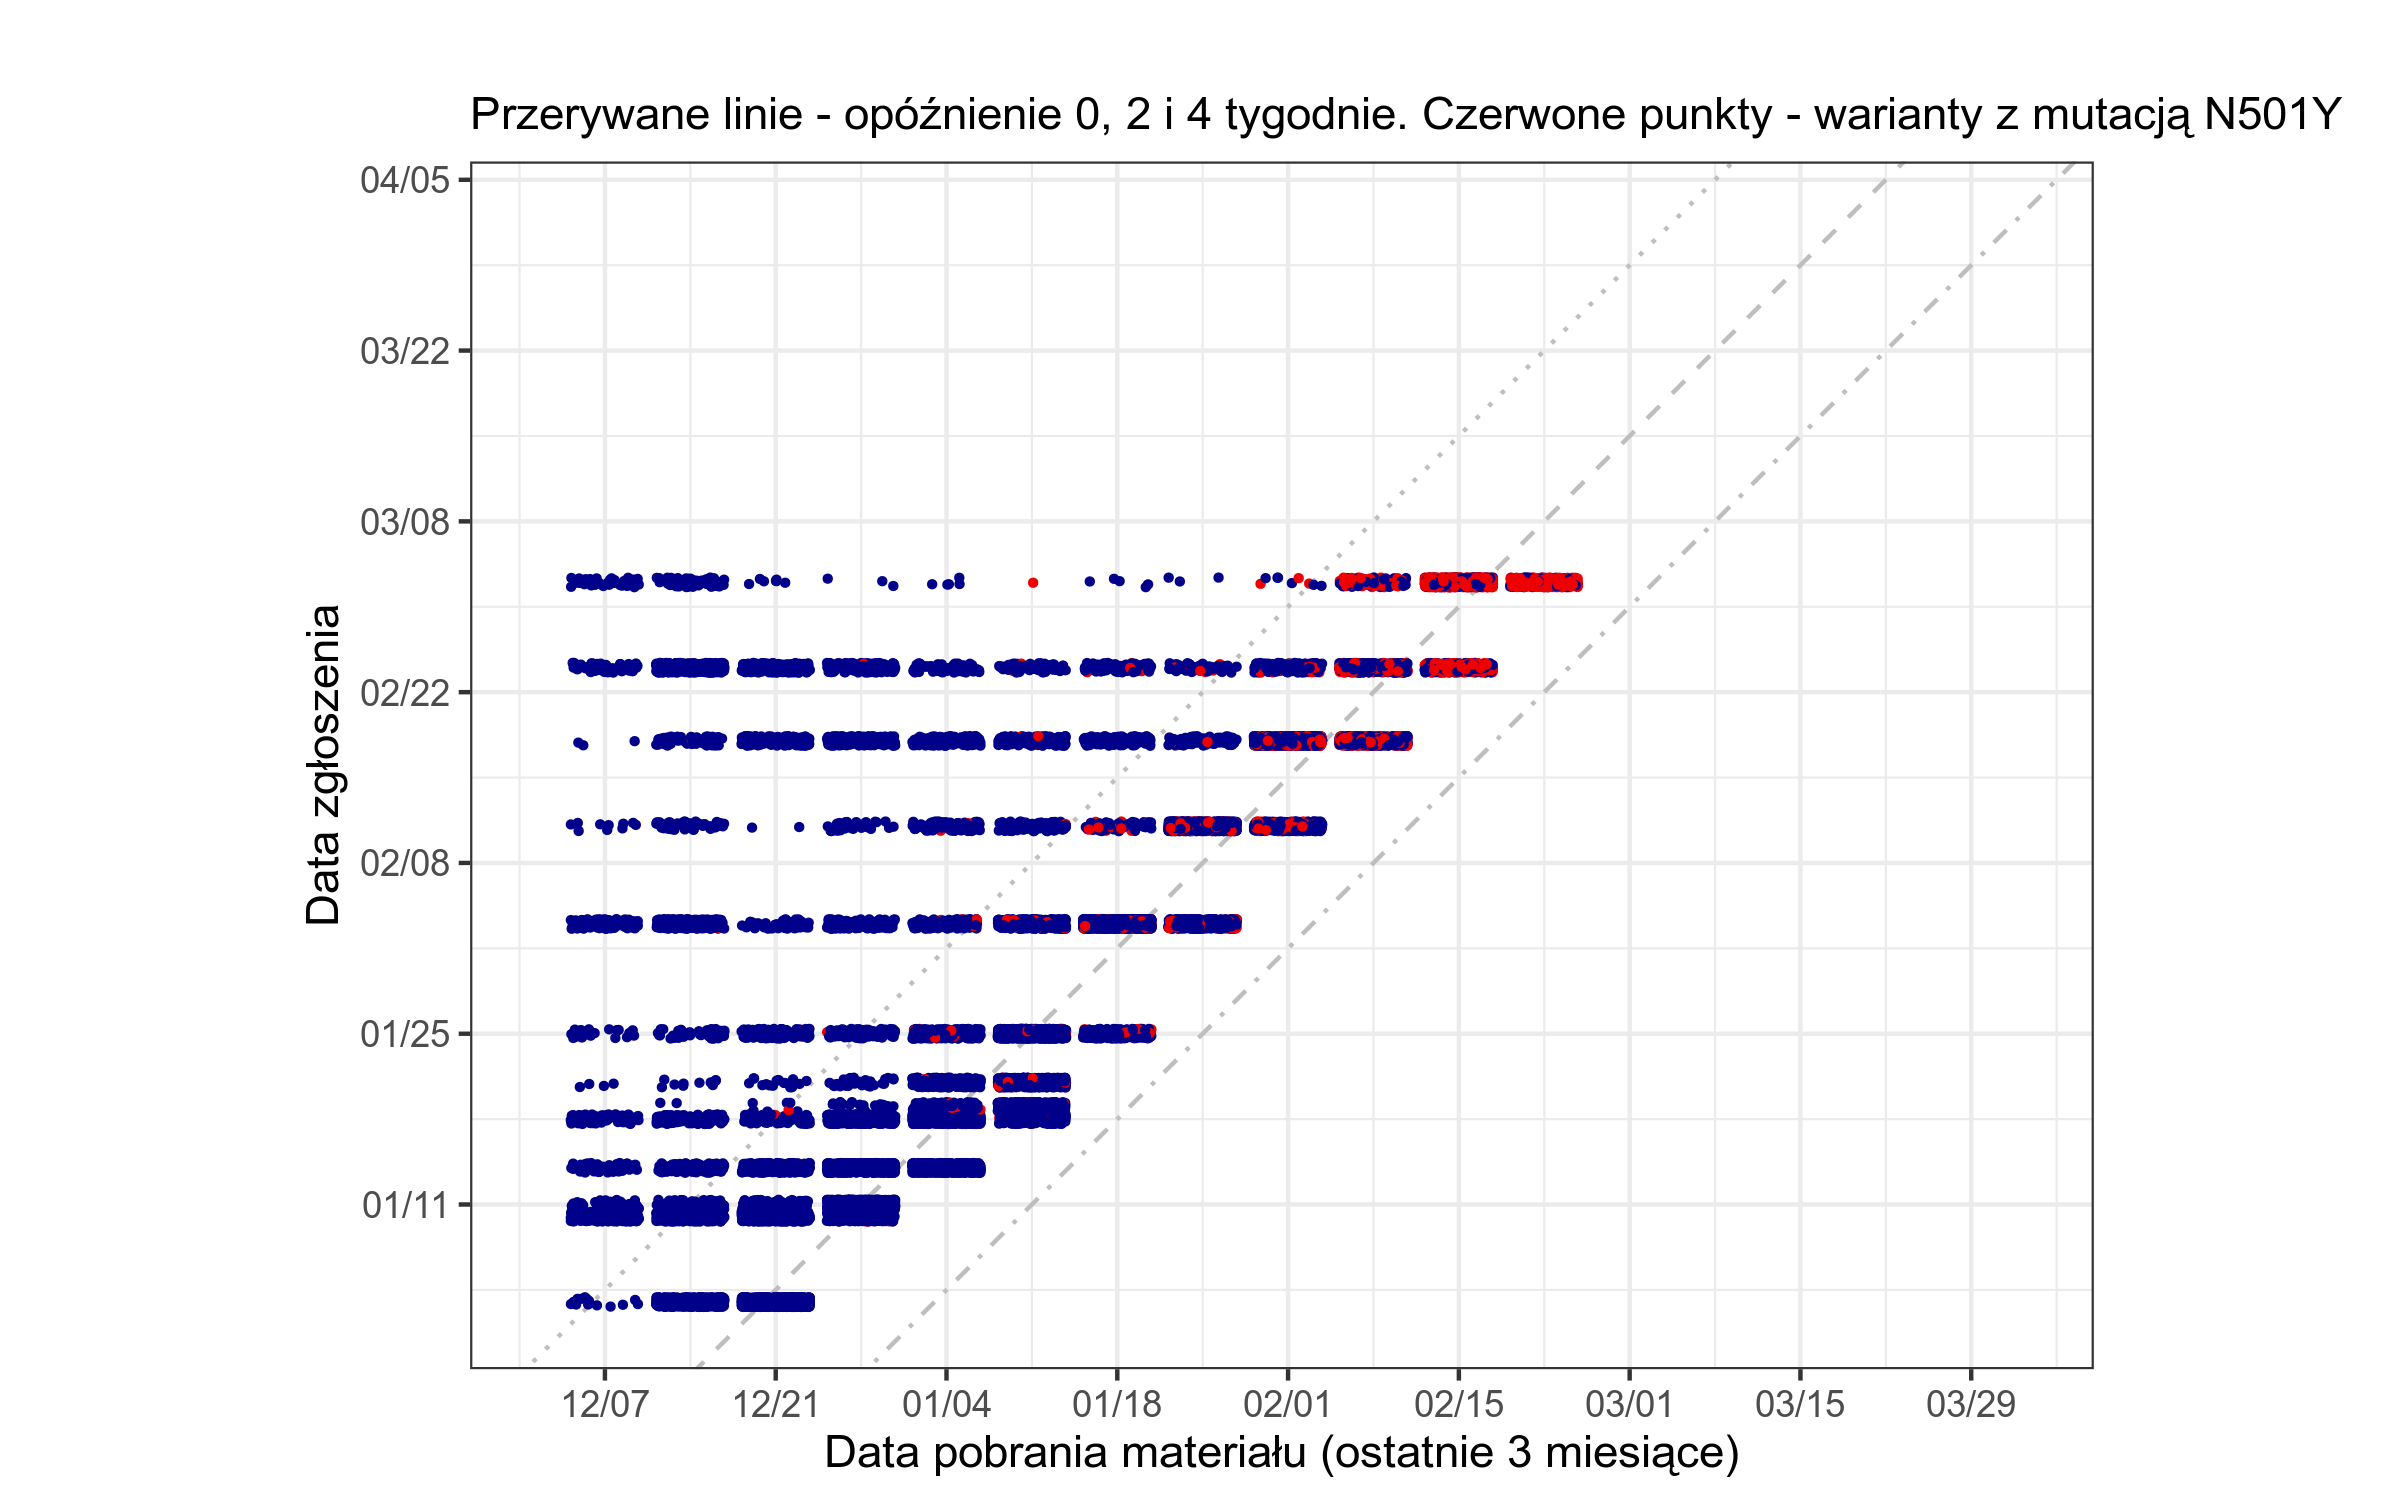 Przerywane linie - opóźnienie 0, 2 i 4 tygodnie. Czerwone punkty - warianty z mutacją N501Y
04/05
03/22
03/08
02/22
02/08
01/25
01/11
Data zgłoszenia
12/07 12/21 01/04 01/18 02/01 02/15 03/01 03/15 03/29
Data pobrania materiału (ostatnie 3 miesiące)